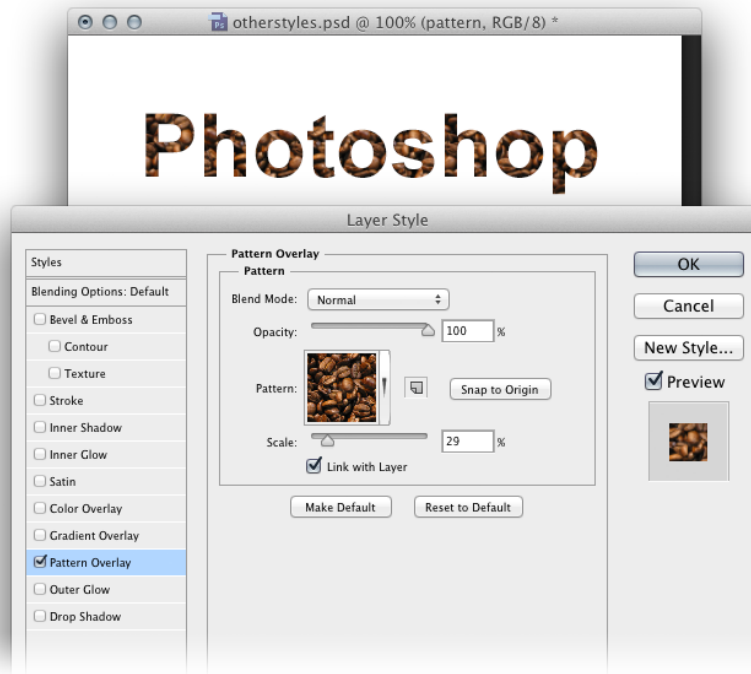 otherstyles.psd @ 100% (pattern, RGB/8) *
Photoshop
Layer Style
Styles
Blending Options: Default
Bevel & Emboss
Contour
Texture
Stroke
Inner Shadow
Inner Glow
Satin
Color Overlay
Gradient Overlay
Pattern Overlay
Outer Glow
Drop Shadow
Pattern Overlay
Pattern
Blend Mode: Normal
Opacity: 100 %
Pattern: Snap to Origin
Scale: 29 %
Link with Layer
Make Default Reset to Default
OK
Cancel
New Style...
Preview